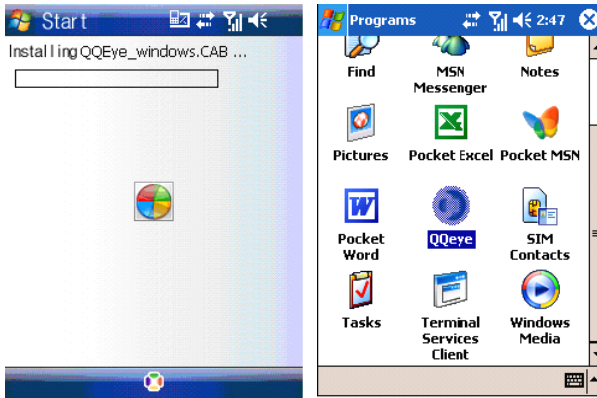 Start
Installing QQEye_windows.CAB ...
Programs 2:47
Find MSN Messenger Notes
Pictures Pocket Excel Pocket MSN
Pocket Word QQeye SIM Contacts
Tasks Terminal Services Client Windows Media